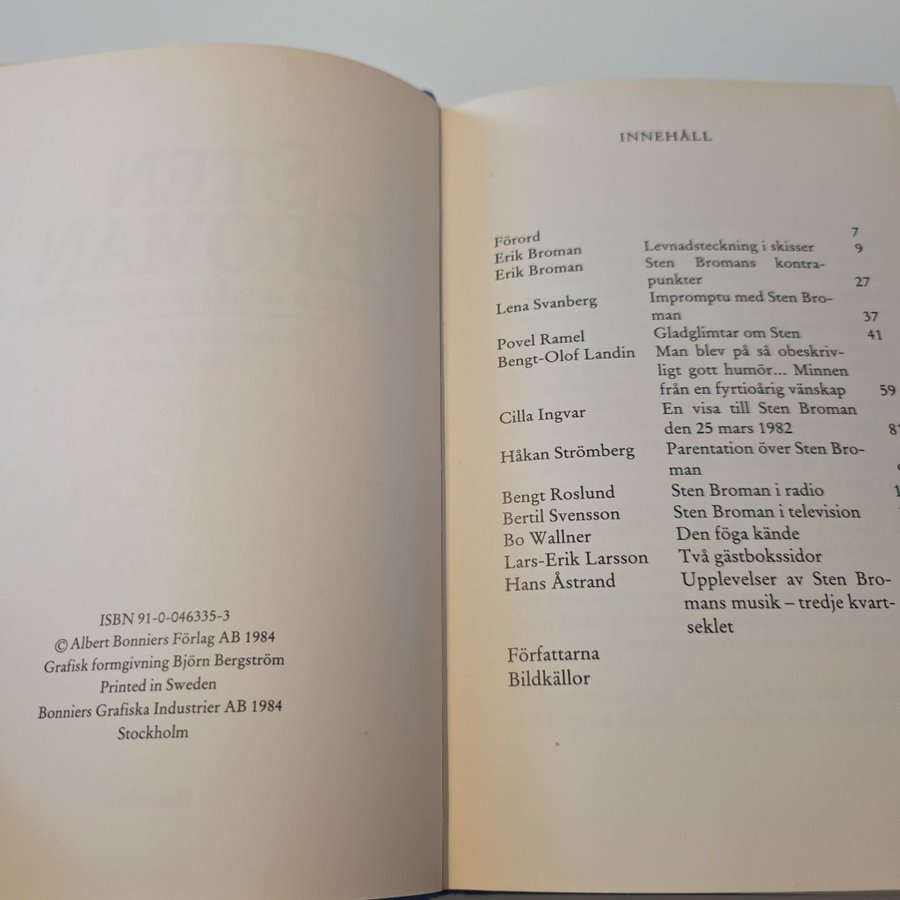 ISBN 91-0-046335-3
© Albert Bonniers Förlag AB 1984
Grafisk formgivning Björn Bergström
Printed in Sweden
Bonniers Grafiska Industrier AB 1984
Stockholm
INNEHÅLL
Förord 7
Erik Broman Levnadsteckning i skisser 9
Erik Broman Sten Bromans kontra-
punkter 27
Lena Svanberg Impromptu med Sten Bro-
man 37
Povel Ramel Gladglimtar om Sten 41
Bengt-Olof Landin Man blev på så obeskriv-
ligt gott humör... Minnen
från en fyrtioårig vänskap 59
Cilla Ingvar En visa till Sten Broman
den 25 mars 1982
Håkan Strömberg Parentation över Sten Bro-
man
Bengt Roslund Sten Broman i radio
Bertil Svensson Sten Broman i television
Bo Wallner Den föga kände
Lars-Erik Larsson Två gästbokssidor
Hans Åstrand Upplevelser av Sten Bro-
mans musik – tredje kvart-
seklet
Författarna
Bildkällor